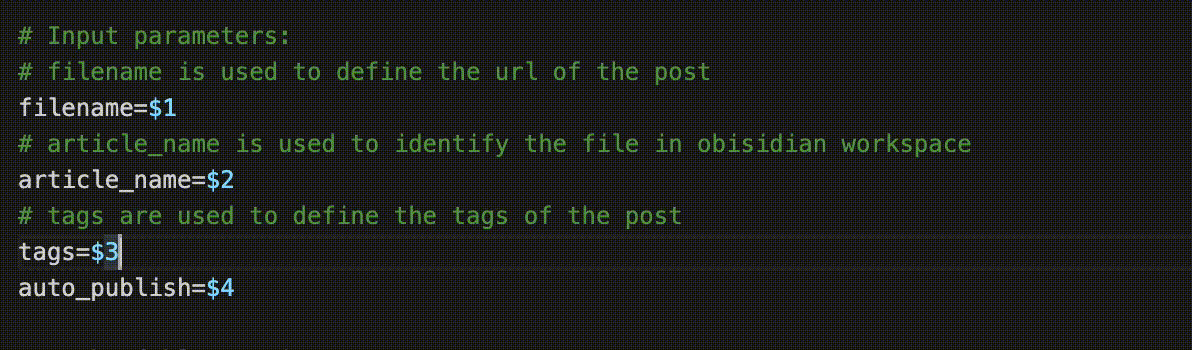 # Input parameters:
# filename is used to define the url of the post
filename=$1
# article_name is used to identify the file in obisidian workspace
article_name=$2
# tags are used to define the tags of the post
tags=$3
auto_publish=$4